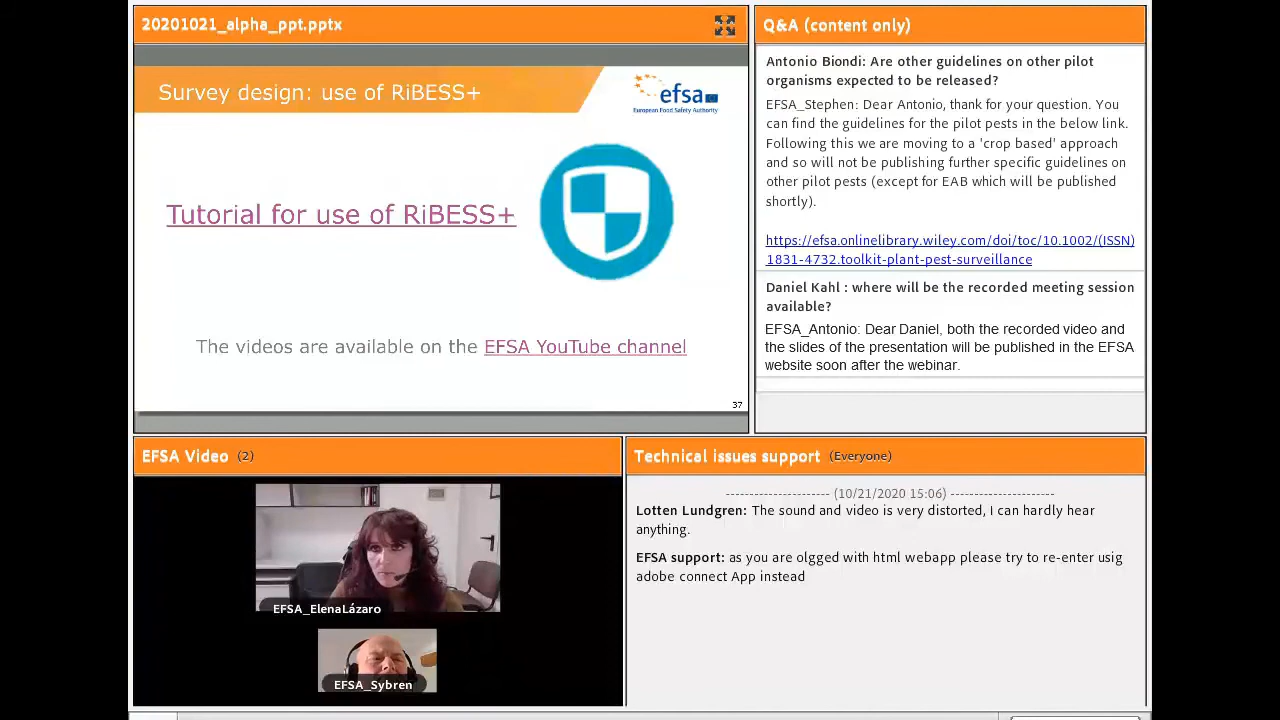 20201021_alpha_ppt.pptx
Survey design: use of RiBESS+
efsa
European Food Safety Authority
Tutorial for use of RiBESS+
The videos are available on the EFSA YouTube channel
37
Q&A (content only)
Antonio Biondi: Are other guidelines on other pilot
organisms expected to be released?
EFSA_Stephen: Dear Antonio, thank for your question. You
can find the guidelines for the pilot pests in the below link.
Following this we are moving to a 'crop based' approach
and so will not be publishing further specific guidelines on
other pilot pests (except for EAB which will be published
shortly).
https://efsa.onlinelibrary.wiley.com/doi/toc/10.1002/(ISSN)
1831-4732.toolkit-plant-pest-surveillance
Daniel Kahl : where will be the recorded meeting session
available?
EFSA_Antonio: Dear Daniel, both the recorded video and
the slides of the presentation will be published in the EFSA
website soon after the webinar.
EFSA Video (2)
EFSA_ElenaLázaro
EFSA_Sybren
Technical issues support (Everyone)
---------------------- (10/21/2020 15:06) ----------------------
Lotten Lundgren: The sound and video is very distorted, I can hardly hear
anything.
EFSA support: as you are olgged with html webapp please try to re-enter usig
adobe connect App instead